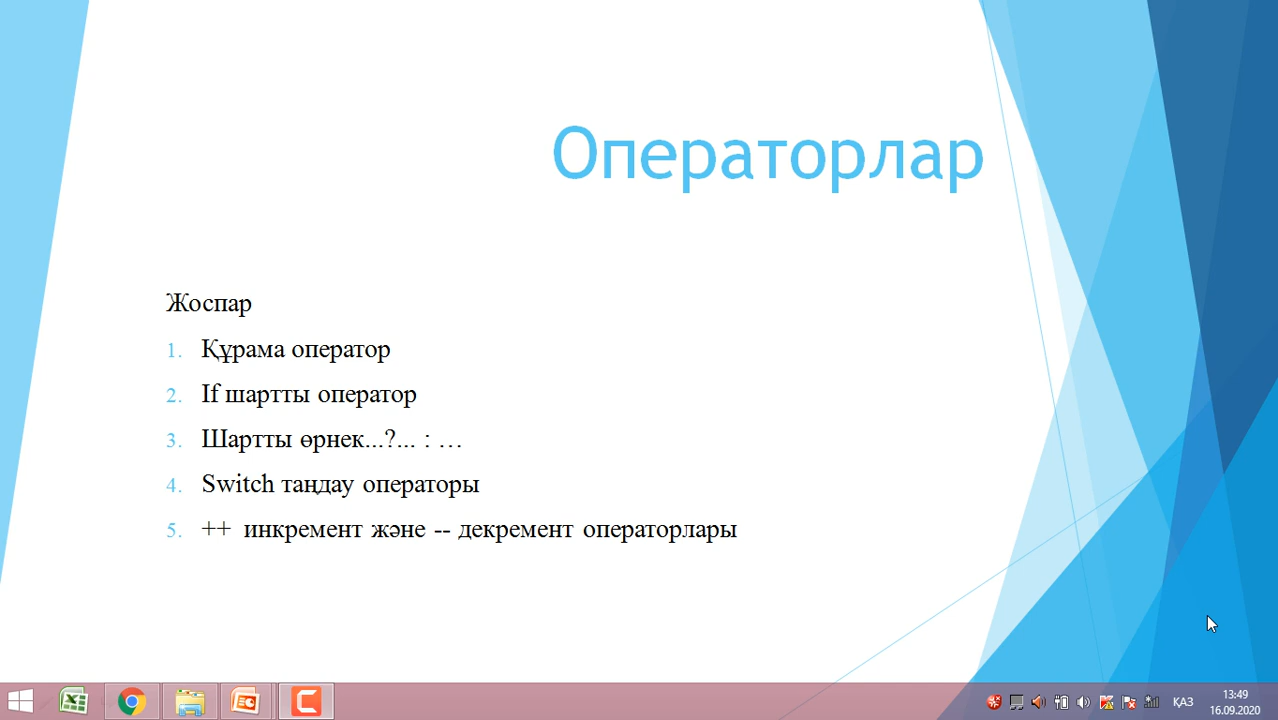 Операторлар
Жоспар
1. Құрама оператор
2. If шартты оператор
3. Шартты өрнек...?... : …
4. Switch таңдау операторы
5. ++ инкремент және -- декремент операторлары
ҚАЗ
13:49
16.09.2020